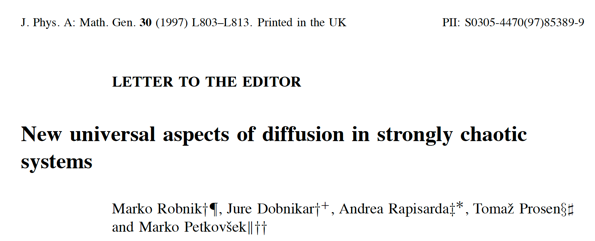 J. Phys. A: Math. Gen. 30 (1997) L803–L813. Printed in the UK PII: S0305-4470(97)85389-9
LETTER TO THE EDITOR
New universal aspects of diffusion in strongly chaotic
systems
Marko Robnik†¶, Jure Dobnikar†⁺, Andrea Rapisarda‡*, Tomaž Prosen§♯
and Marko Petkovšek‖††